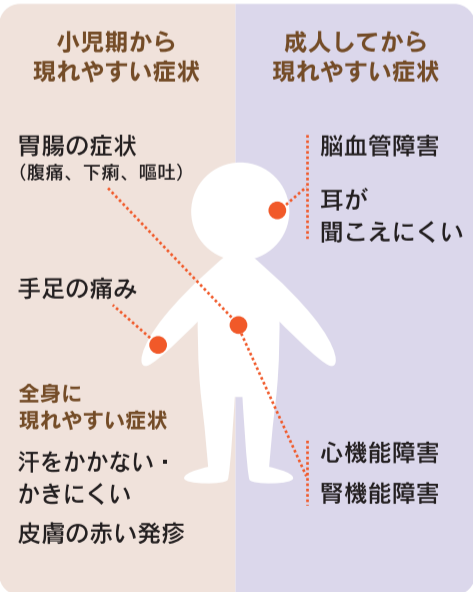 小児期から
現れやすい症状
胃腸の症状
（腹痛、下痢、嘔吐）
手足の痛み
全身に
現れやすい症状
汗をかかない・
かきにくい
皮膚の赤い発疹
成人してから
現れやすい症状
脳血管障害
耳が
聞こえにくい
心機能障害
腎機能障害